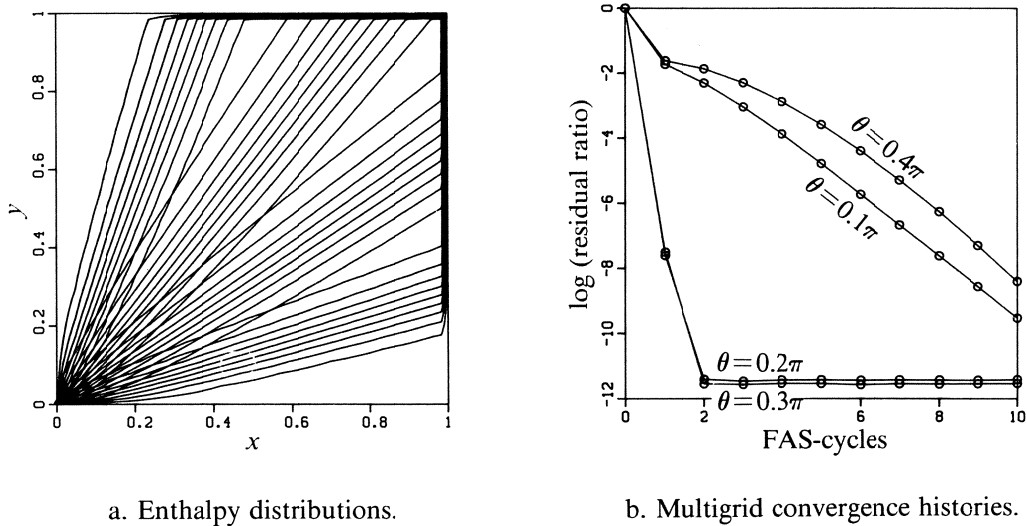 1
0.8
0.6
0.4
0.2
0
y
0
0.2
0.4
0.6
0.8
1
x
a. Enthalpy distributions.
0
-2
-4
-6
-8
-10
-12
log (residual ratio)
θ=0.4π
θ=0.1π
θ=0.2π
θ=0.3π
0
2
4
6
8
10
FAS-cycles
b. Multigrid convergence histories.